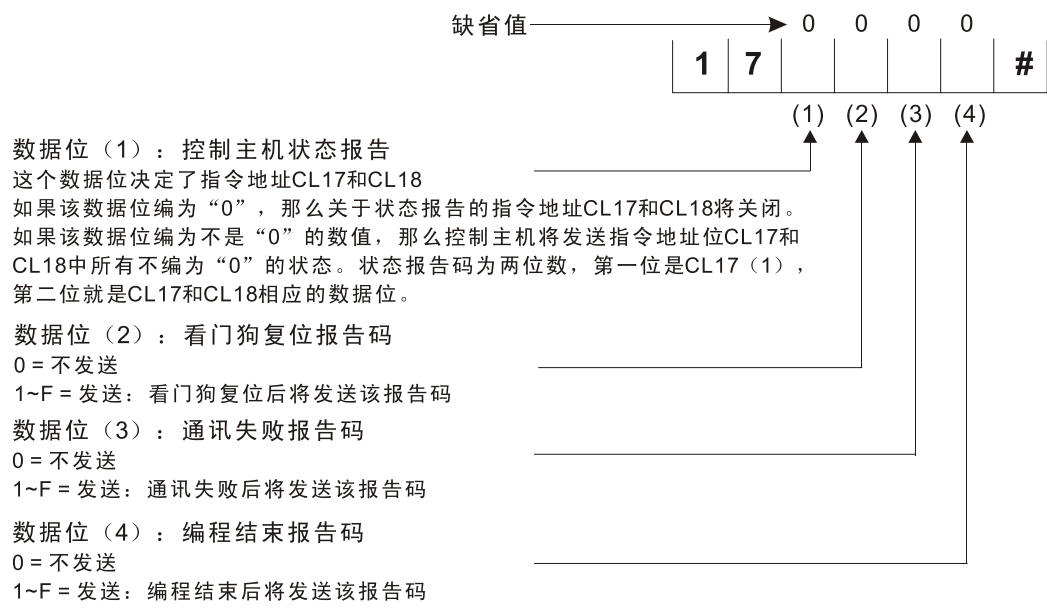 缺省值 0 0 0 0
1 7 #
(1) (2) (3) (4)
数据位（1）：控制主机状态报告
这个数据位决定了指令地址CL17和CL18
如果该数据位编为“0”，那么关于状态报告的指令地址CL17和CL18将关闭。
如果该数据位编为不是“0”的数值，那么控制主机将发送指令地址位CL17和
CL18中所有不编为“0”的状态。状态报告码为两位数，第一位是CL17（1），
第二位就是CL17和CL18相应的数据位。
数据位（2）：看门狗复位报告码
0 = 不发送
1~F = 发送：看门狗复位后将发送该报告码
数据位（3）：通讯失败报告码
0 = 不发送
1~F = 发送：通讯失败后将发送该报告码
数据位（4）：编程结束报告码
0 = 不发送
1~F = 发送：编程结束后将发送该报告码